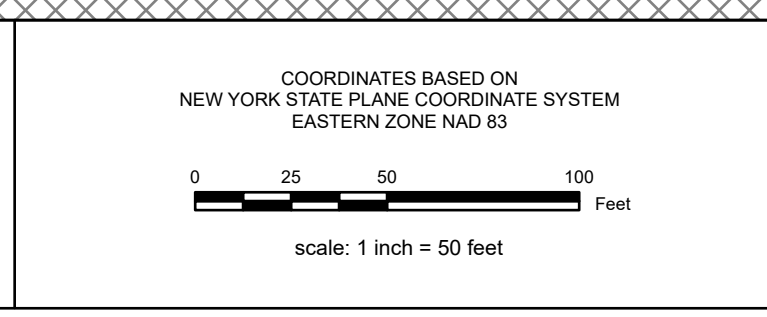 COORDINATES BASED ON
NEW YORK STATE PLANE COORDINATE SYSTEM
EASTERN ZONE NAD 83
0 25 50 100
Feet
scale: 1 inch = 50 feet